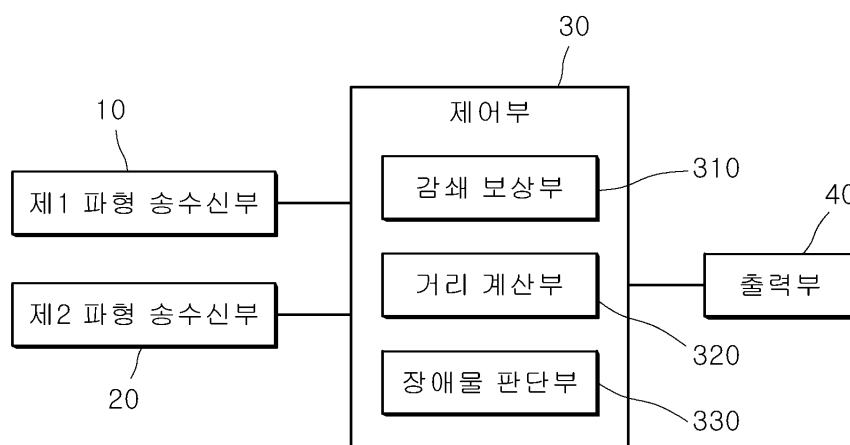 30
제어부
10
제1 파형 송수신부
감쇄 보상부
310
40
거리 계산부
출력부
제2 파형 송수신부
320
20
장애물 판단부
330